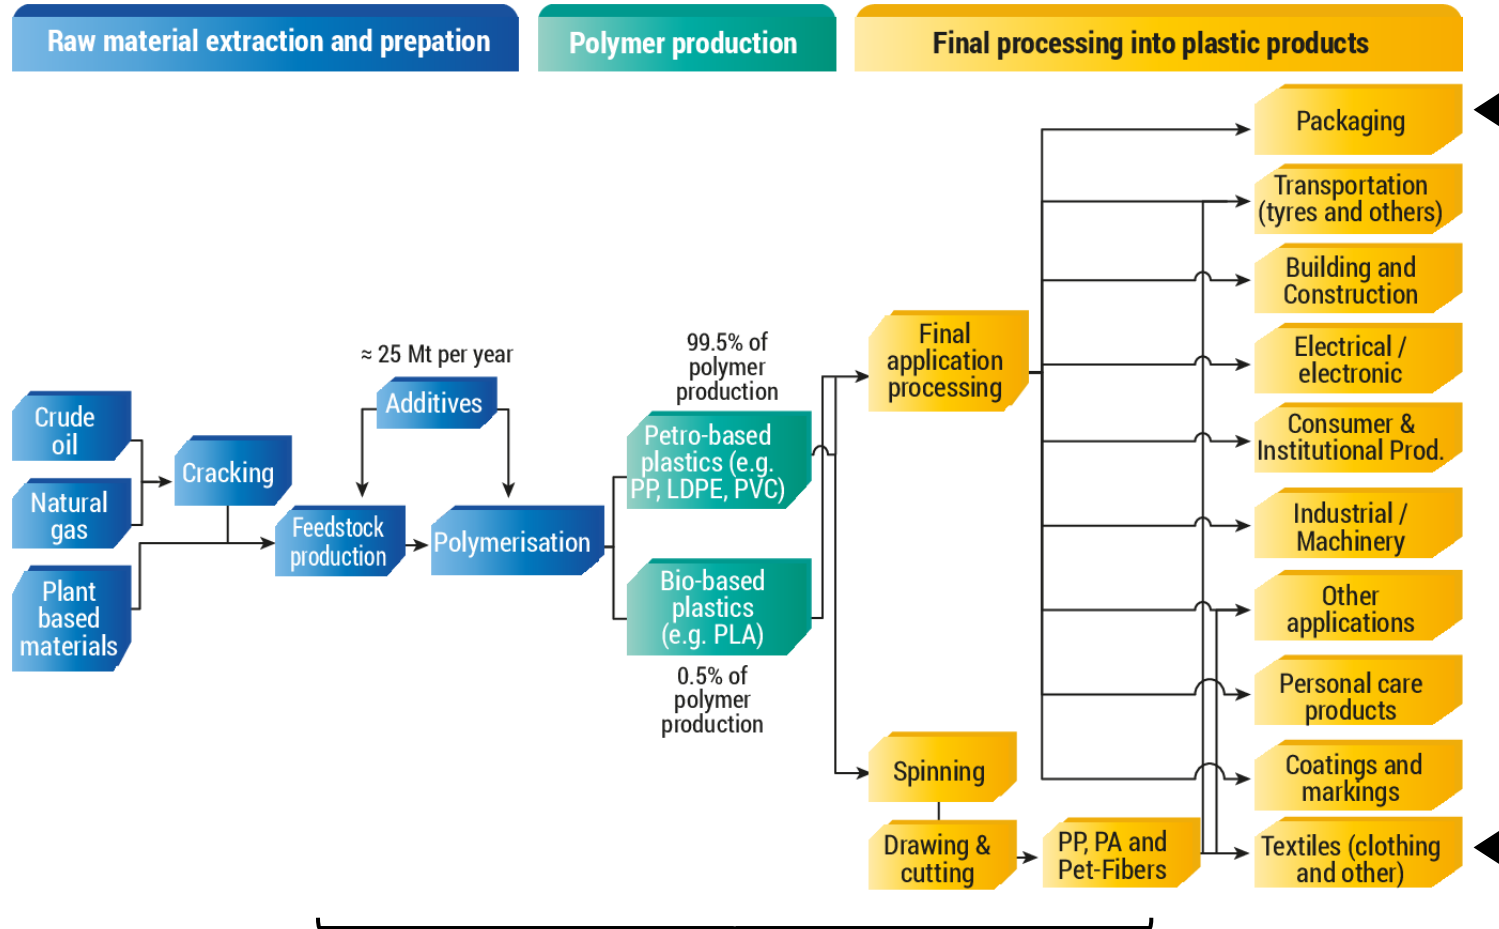 Raw material extraction and prepation
Polymer production
Final processing into plastic products
Crude
oil
Natural
gas
Plant
based
materials
Cracking
≈ 25 Mt per year
Additives
Feedstock
production
Polymerisation
99.5% of
polymer
production
Petro-based
plastics (e.g.
PP, LDPE, PVC)
Bio-based
plastics
(e.g. PLA)
0.5% of
polymer
production
Final
application
processing
Spinning
Drawing &
cutting
PP, PA and
Pet-Fibers
Packaging
Transportation
(tyres and others)
Building and
Construction
Electrical /
electronic
Consumer &
Institutional Prod.
Industrial /
Machinery
Other
applications
Personal care
products
Coatings and
markings
Textiles (clothing
and other)